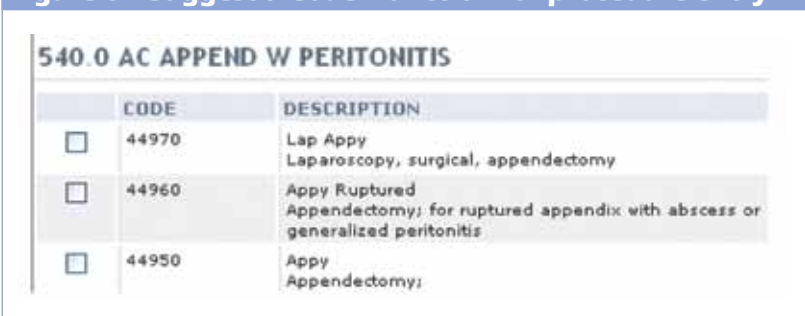 540.0 AC APPEND W PERITONITIS
CODE DESCRIPTION
44970 Lap Appy
Laparoscopy, surgical, appendectomy
44960 Appy Ruptured
Appendectomy; for ruptured appendix with abscess or
generalized peritonitis
44950 Appy
Appendectomy;